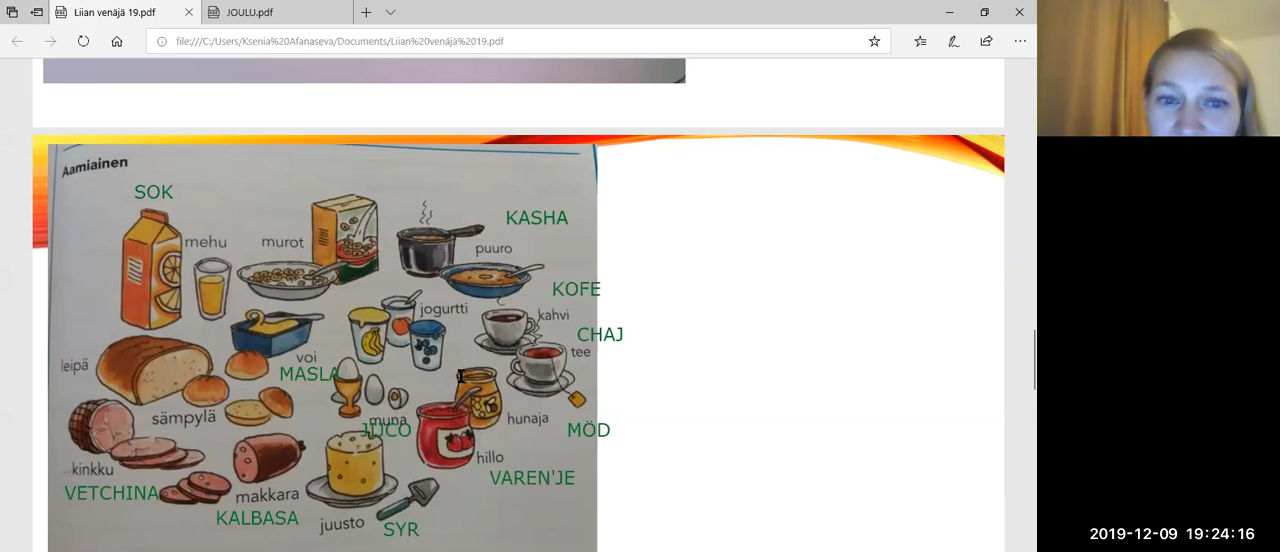 Liian venäjä 19.pdf
JOULU.pdf
file:///C:/Users/Ksenia%20Afanaseva/Documents/Liian%20venäjä%2019.pdf
Aamiainen
SOK
KASHA
mehu
murot
puuro
KOFE
jogurtti
kahvi
CHAJ
leipä
voi
tee
MASLA
sämpylä
muna
hunaja
JIJCO
MÖD
kinkku
hillo
VETCHINA
makkara
VAREN'JE
KALBASA
juusto
SYR
2019-12-09 19:24:16